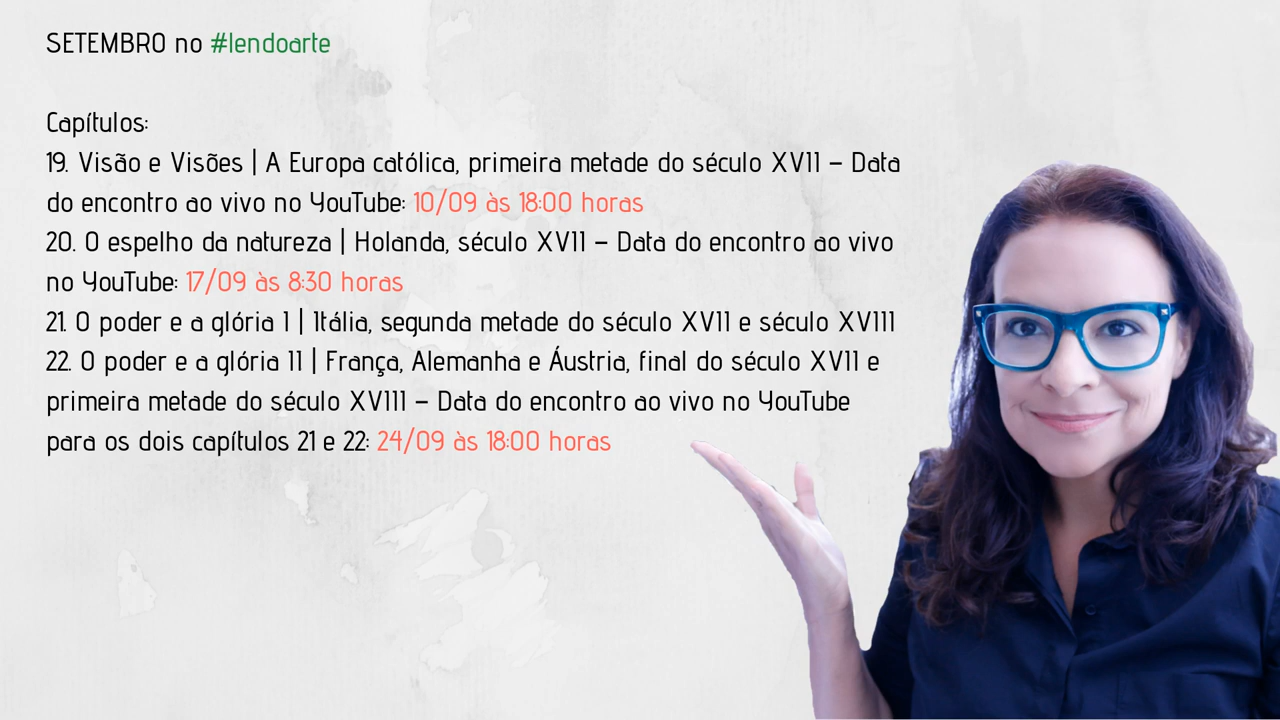 SETEMBRO no #lendoarte
Capítulos:
19. Visão e Visões | A Europa católica, primeira metade do século XVII – Data
do encontro ao vivo no YouTube: 10/09 às 18:00 horas
20. O espelho da natureza | Holanda, século XVII – Data do encontro ao vivo
no YouTube: 17/09 às 8:30 horas
21. O poder e a glória I | Itália, segunda metade do século XVII e século XVIII
22. O poder e a glória II | França, Alemanha e Áustria, final do século XVII e
primeira metade do século XVIII – Data do encontro ao vivo no YouTube
para os dois capítulos 21 e 22: 24/09 às 18:00 horas